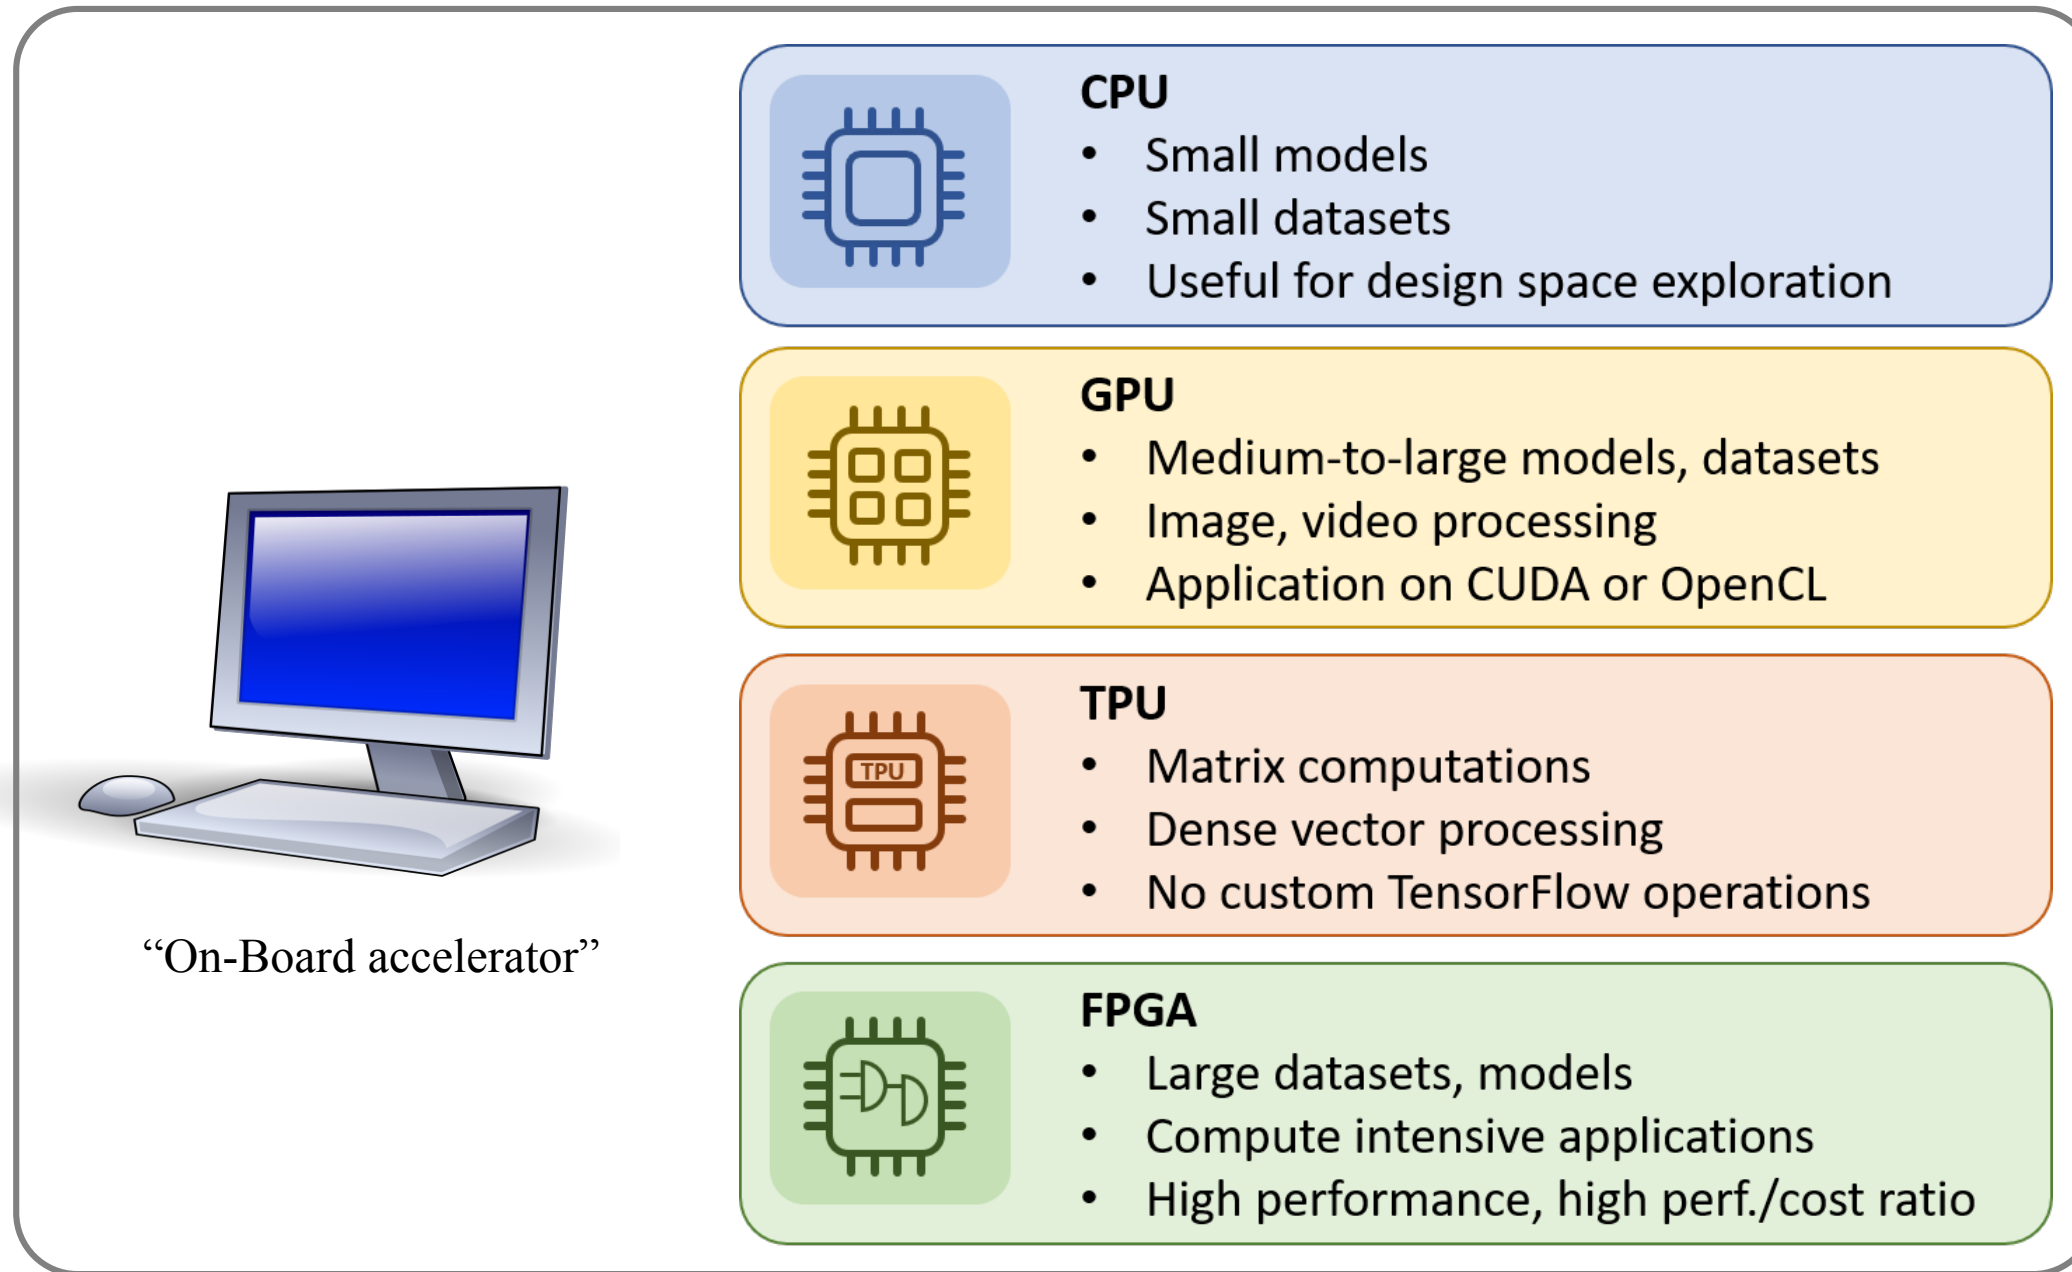 CPU
• Small models
• Small datasets
• Useful for design space exploration
GPU
• Medium-to-large models, datasets
• Image, video processing
• Application on CUDA or OpenCL
TPU
TPU
• Matrix computations
• Dense vector processing
• No custom TensorFlow operations
“On-Board accelerator”
FPGA
• Large datasets, models
• Compute intensive applications
• High performance, high perf./cost ratio